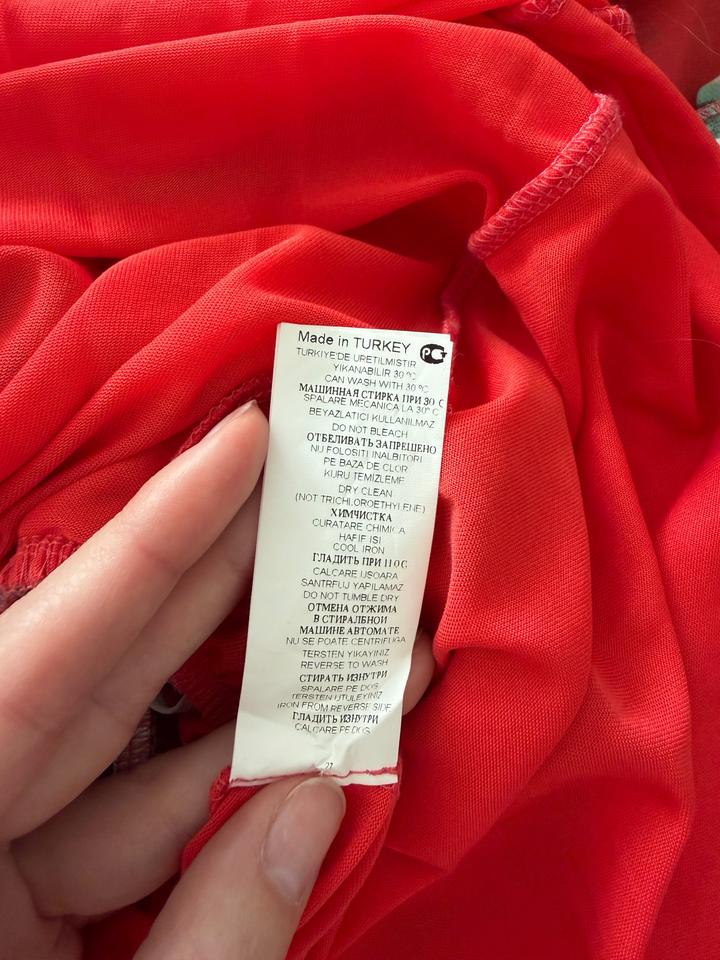 Made in TURKEY
PG
TURKIYE'DE URETILMISTIR
YIKANABILIR 30 °C
CAN WASH WITH 30 °C
МАШИННАЯ СТИРКА ПРИ 30 C
SPALARE MECANICA LA 30° C
BEYAZLATICI KULLANILMAZ
DO NOT BLEACH
ОТБЕЛИВАТЬ ЗАПРЕШЕНО
NU FOLOSITI INALBITORI
PE BAZA DE CLOR
KURU TEMIZLEME
DRY CLEAN
(NOT TRICHLOROETHYLENE)
ХИМЧИСТКА
CURATARE CHIMICA
HAFIF ISI
COOL IRON
ГЛАДИТЬ ПРИ 110 C
CALCARE USOARA
SANTRFUJ YAPILAMAZ
DO NOT TUMBLE DRY
ОТМЕНА ОТЖИМА
В СТИРАЛБНОИ
МАШИНЕ АВТОМАТЕ
NU SE POATE CENTRIFUGA
TERSTEN YIKAYINIZ
REVERSE TO WASH
СТИРАТЬ ИЗНУТРИ
SPALARE PE DOS
TERSTEN UTULEYINIZ
IRON FROM REVERSE SIDE
ГЛАДИТЬ ИЗНУТРИ
CALCARE PE DOS
27